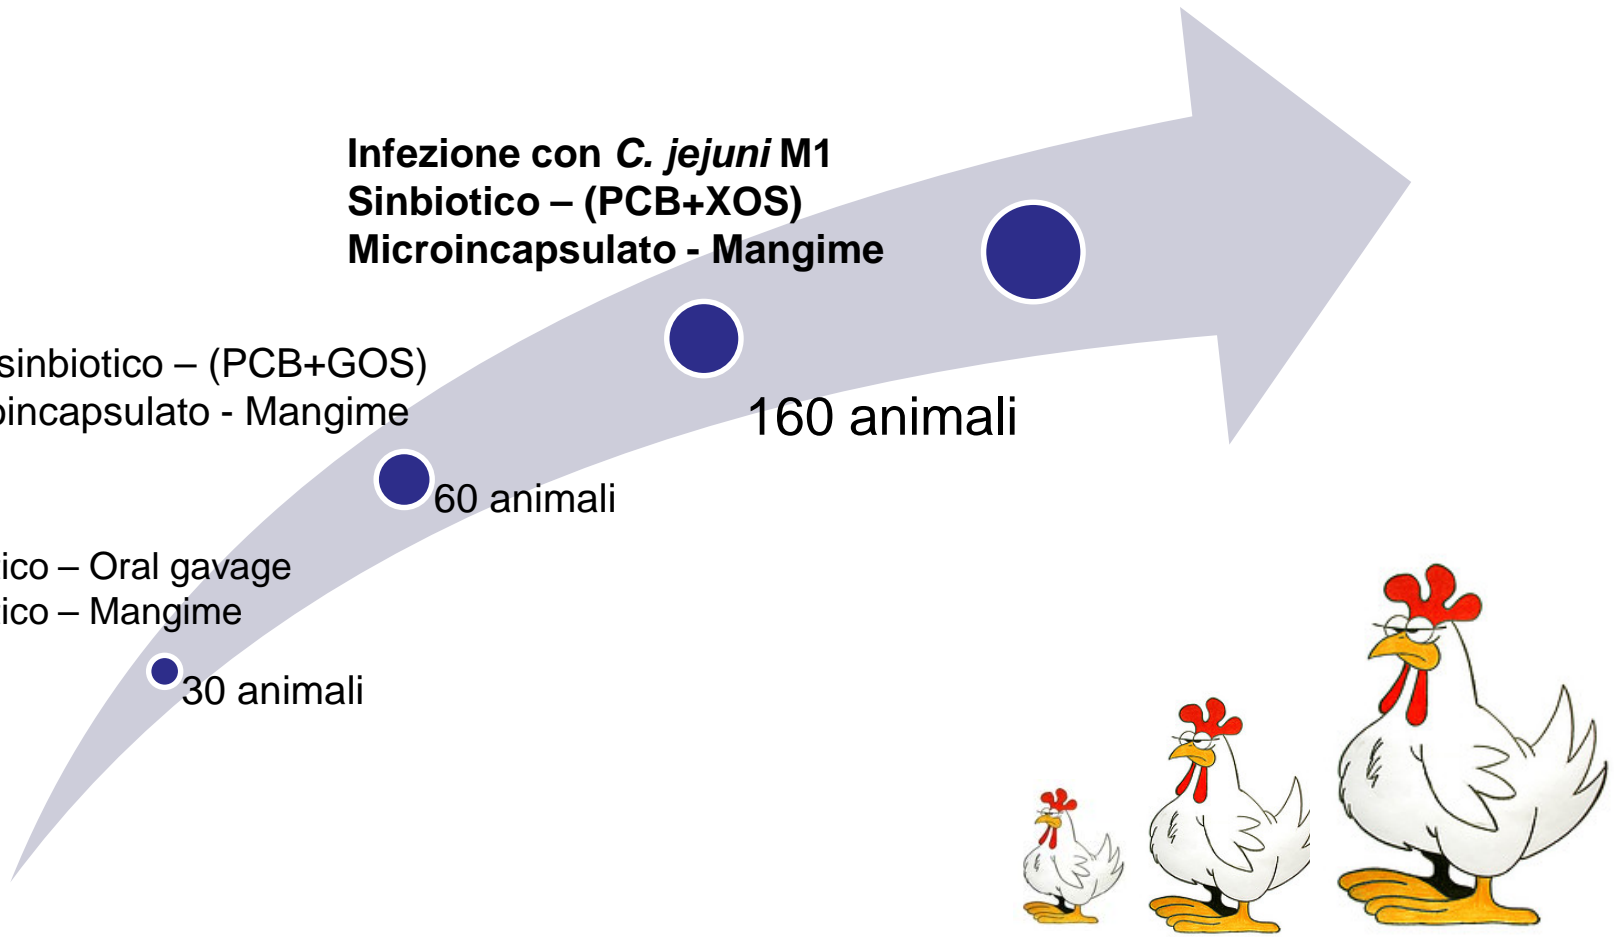 Infezione con C. jejuni M1
Sinbiotico – (PCB+XOS)
Microincapsulato - Mangime
sinbiotico – (PCB+GOS)
oincapsulato - Mangime
160 animali
60 animali
ico – Oral gavage
ico – Mangime
30 animali